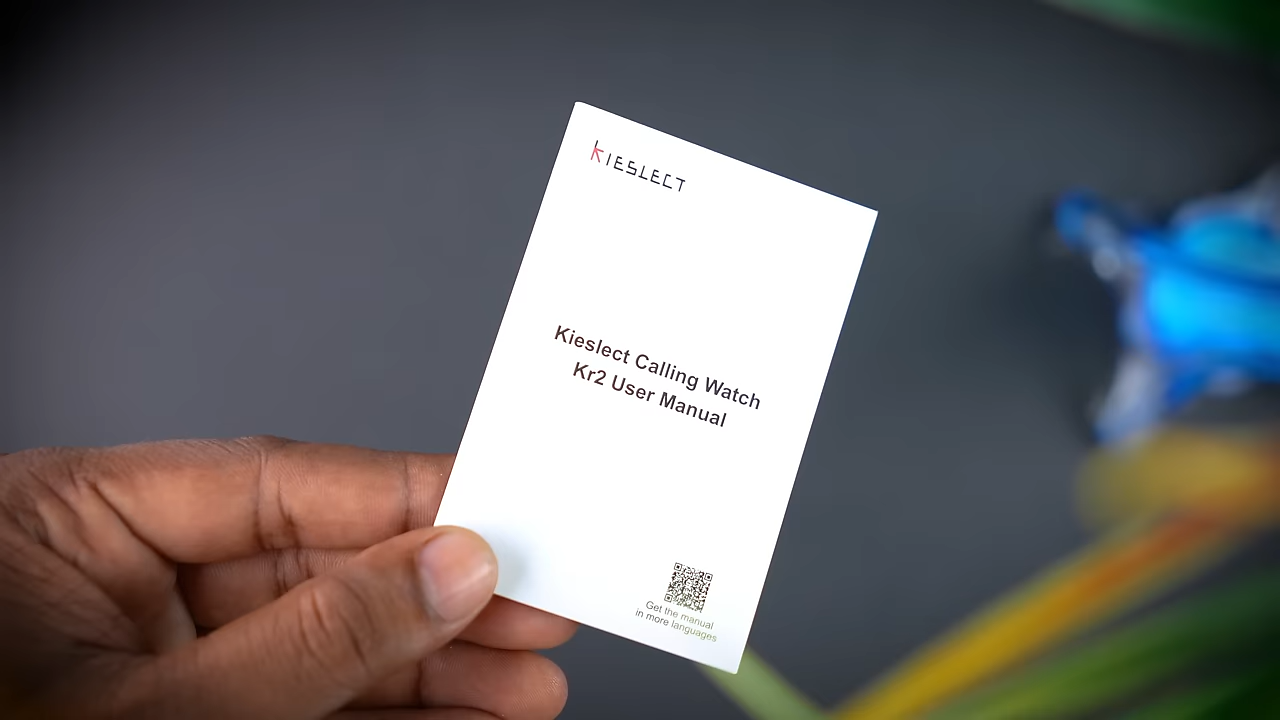 KIESLECT
Kieslect Calling Watch
Kr2 User Manual
Get the manual
in more languages